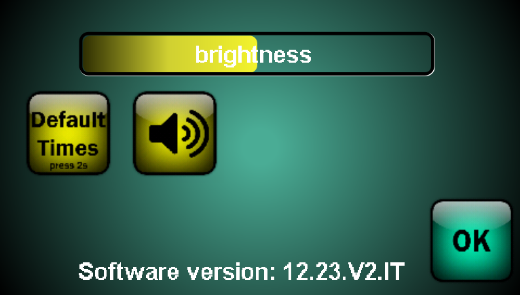 brightness
Default
Times
press 2s
OK
Software version: 12.23.V2.IT